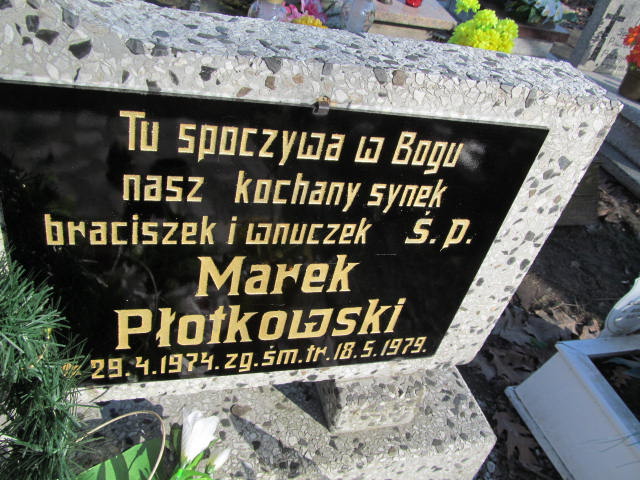 Tu spoczywa w Bogu
nasz kochany synek
braciszek i wnuczek Ś.P.
Marek
Płotkowski
29.4.1974.zg.śm.tr.18.5.1979.